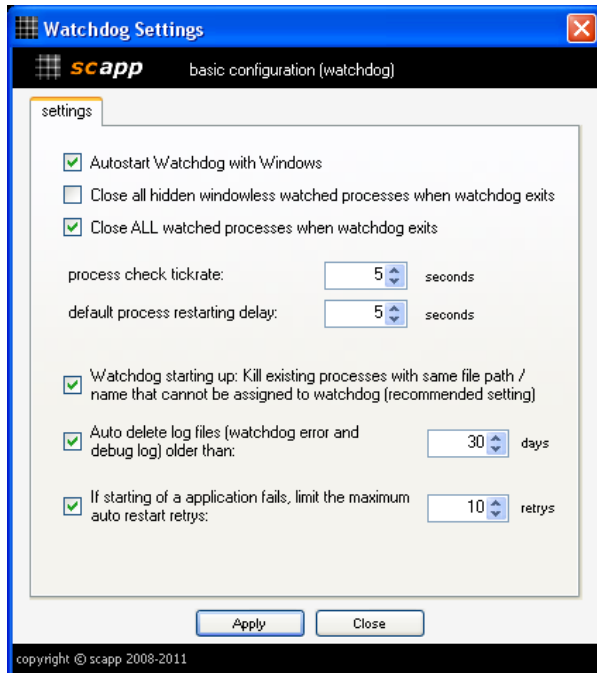 Watchdog Settings
scapp basic configuration (watchdog)
settings
Autostart Watchdog with Windows
Close all hidden windowless watched processes when watchdog exits
Close ALL watched processes when watchdog exits
process check tickrate: 5 seconds
default process restarting delay: 5 seconds
Watchdog starting up: Kill existing processes with same file path /
name that cannot be assigned to watchdog (recommended setting)
Auto delete log files (watchdog error and
debug log) older than: 30 days
If starting of a application fails, limit the maximum
auto restart retrys: 10 retrys
Apply Close
copyright © scapp 2008-2011